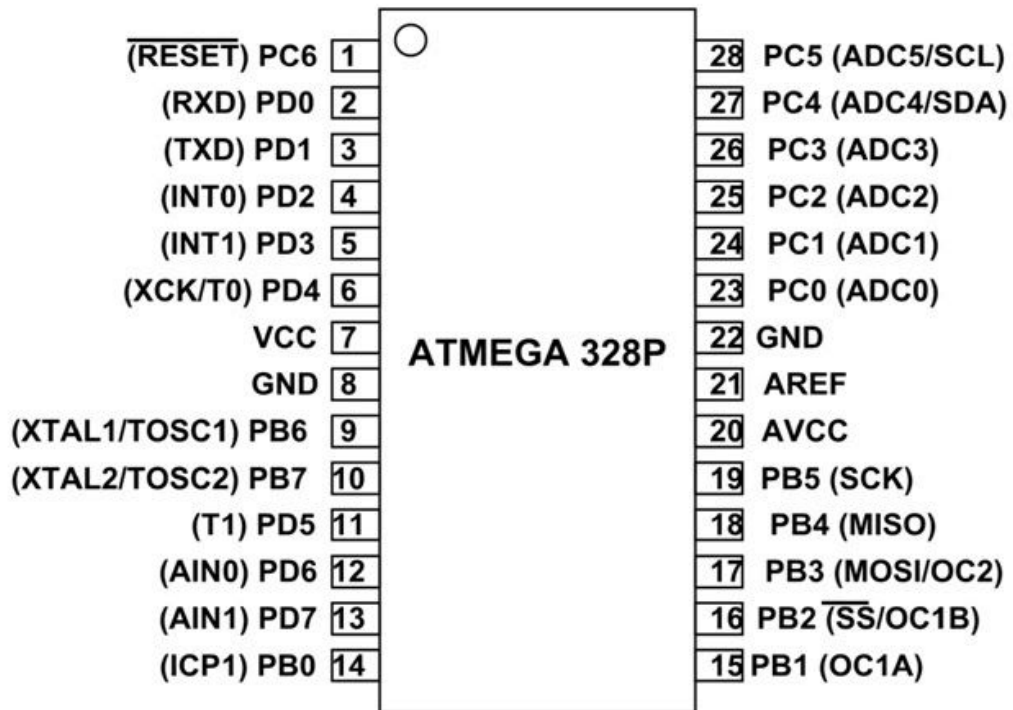 (RESET) PC6 1
(RXD) PD0 2
(TXD) PD1 3
(INT0) PD2 4
(INT1) PD3 5
(XCK/T0) PD4 6
VCC 7
GND 8
(XTAL1/TOSC1) PB6 9
(XTAL2/TOSC2) PB7 10
(T1) PD5 11
(AIN0) PD6 12
(AIN1) PD7 13
(ICP1) PB0 14
ATMEGA 328P
28 PC5 (ADC5/SCL)
27 PC4 (ADC4/SDA)
26 PC3 (ADC3)
25 PC2 (ADC2)
24 PC1 (ADC1)
23 PC0 (ADC0)
22 GND
21 AREF
20 AVCC
19 PB5 (SCK)
18 PB4 (MISO)
17 PB3 (MOSI/OC2)
16 PB2 (SS/OC1B)
15 PB1 (OC1A)